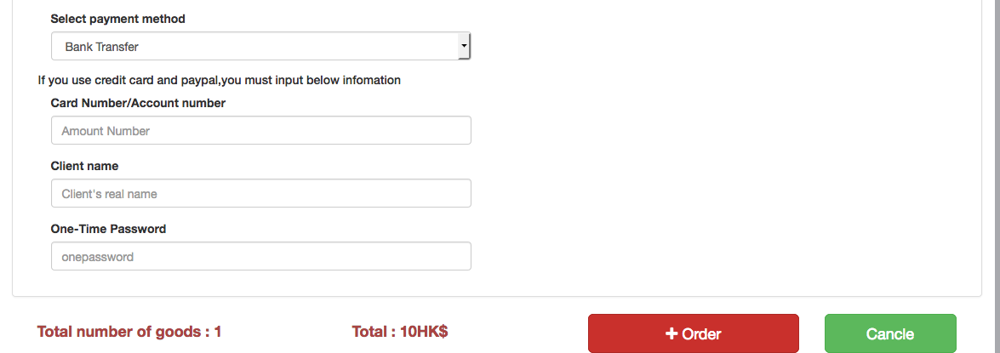 Select payment method
Bank Transfer
If you use credit card and paypal,you must input below infomation
Card Number/Account number
Amount Number
Client name
Client's real name
One-Time Password
onepassword
Total number of goods : 1 Total : 10HK$ + Order Cancle